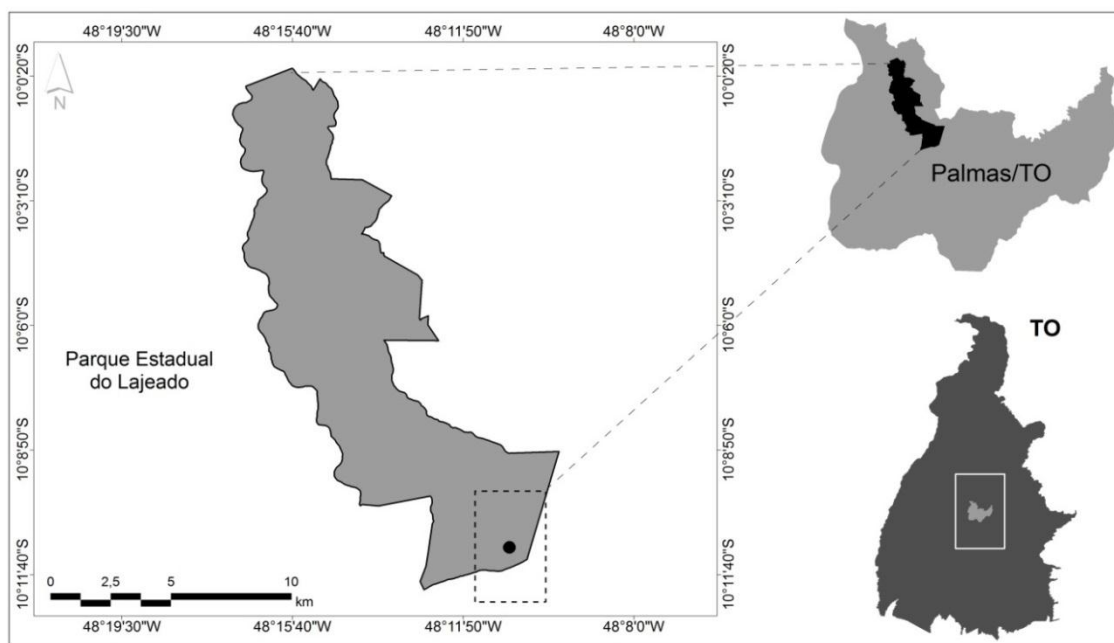 48°19'30"W
48°15'40"W
48°11'50"W
48°8'0"W
10°0'20"S
10°0'20"S
N
10°3'10"S
10°3'10"S
Palmas/TO
10°6'0"S
10°6'0"S
TO
Parque Estadual
do Lajeado
10°8'50"S
10°8'50"S
10°11'40"S
10°11'40"S
0 2,5 5 10
km
48°19'30"W
48°15'40"W
48°11'50"W
48°8'0"W